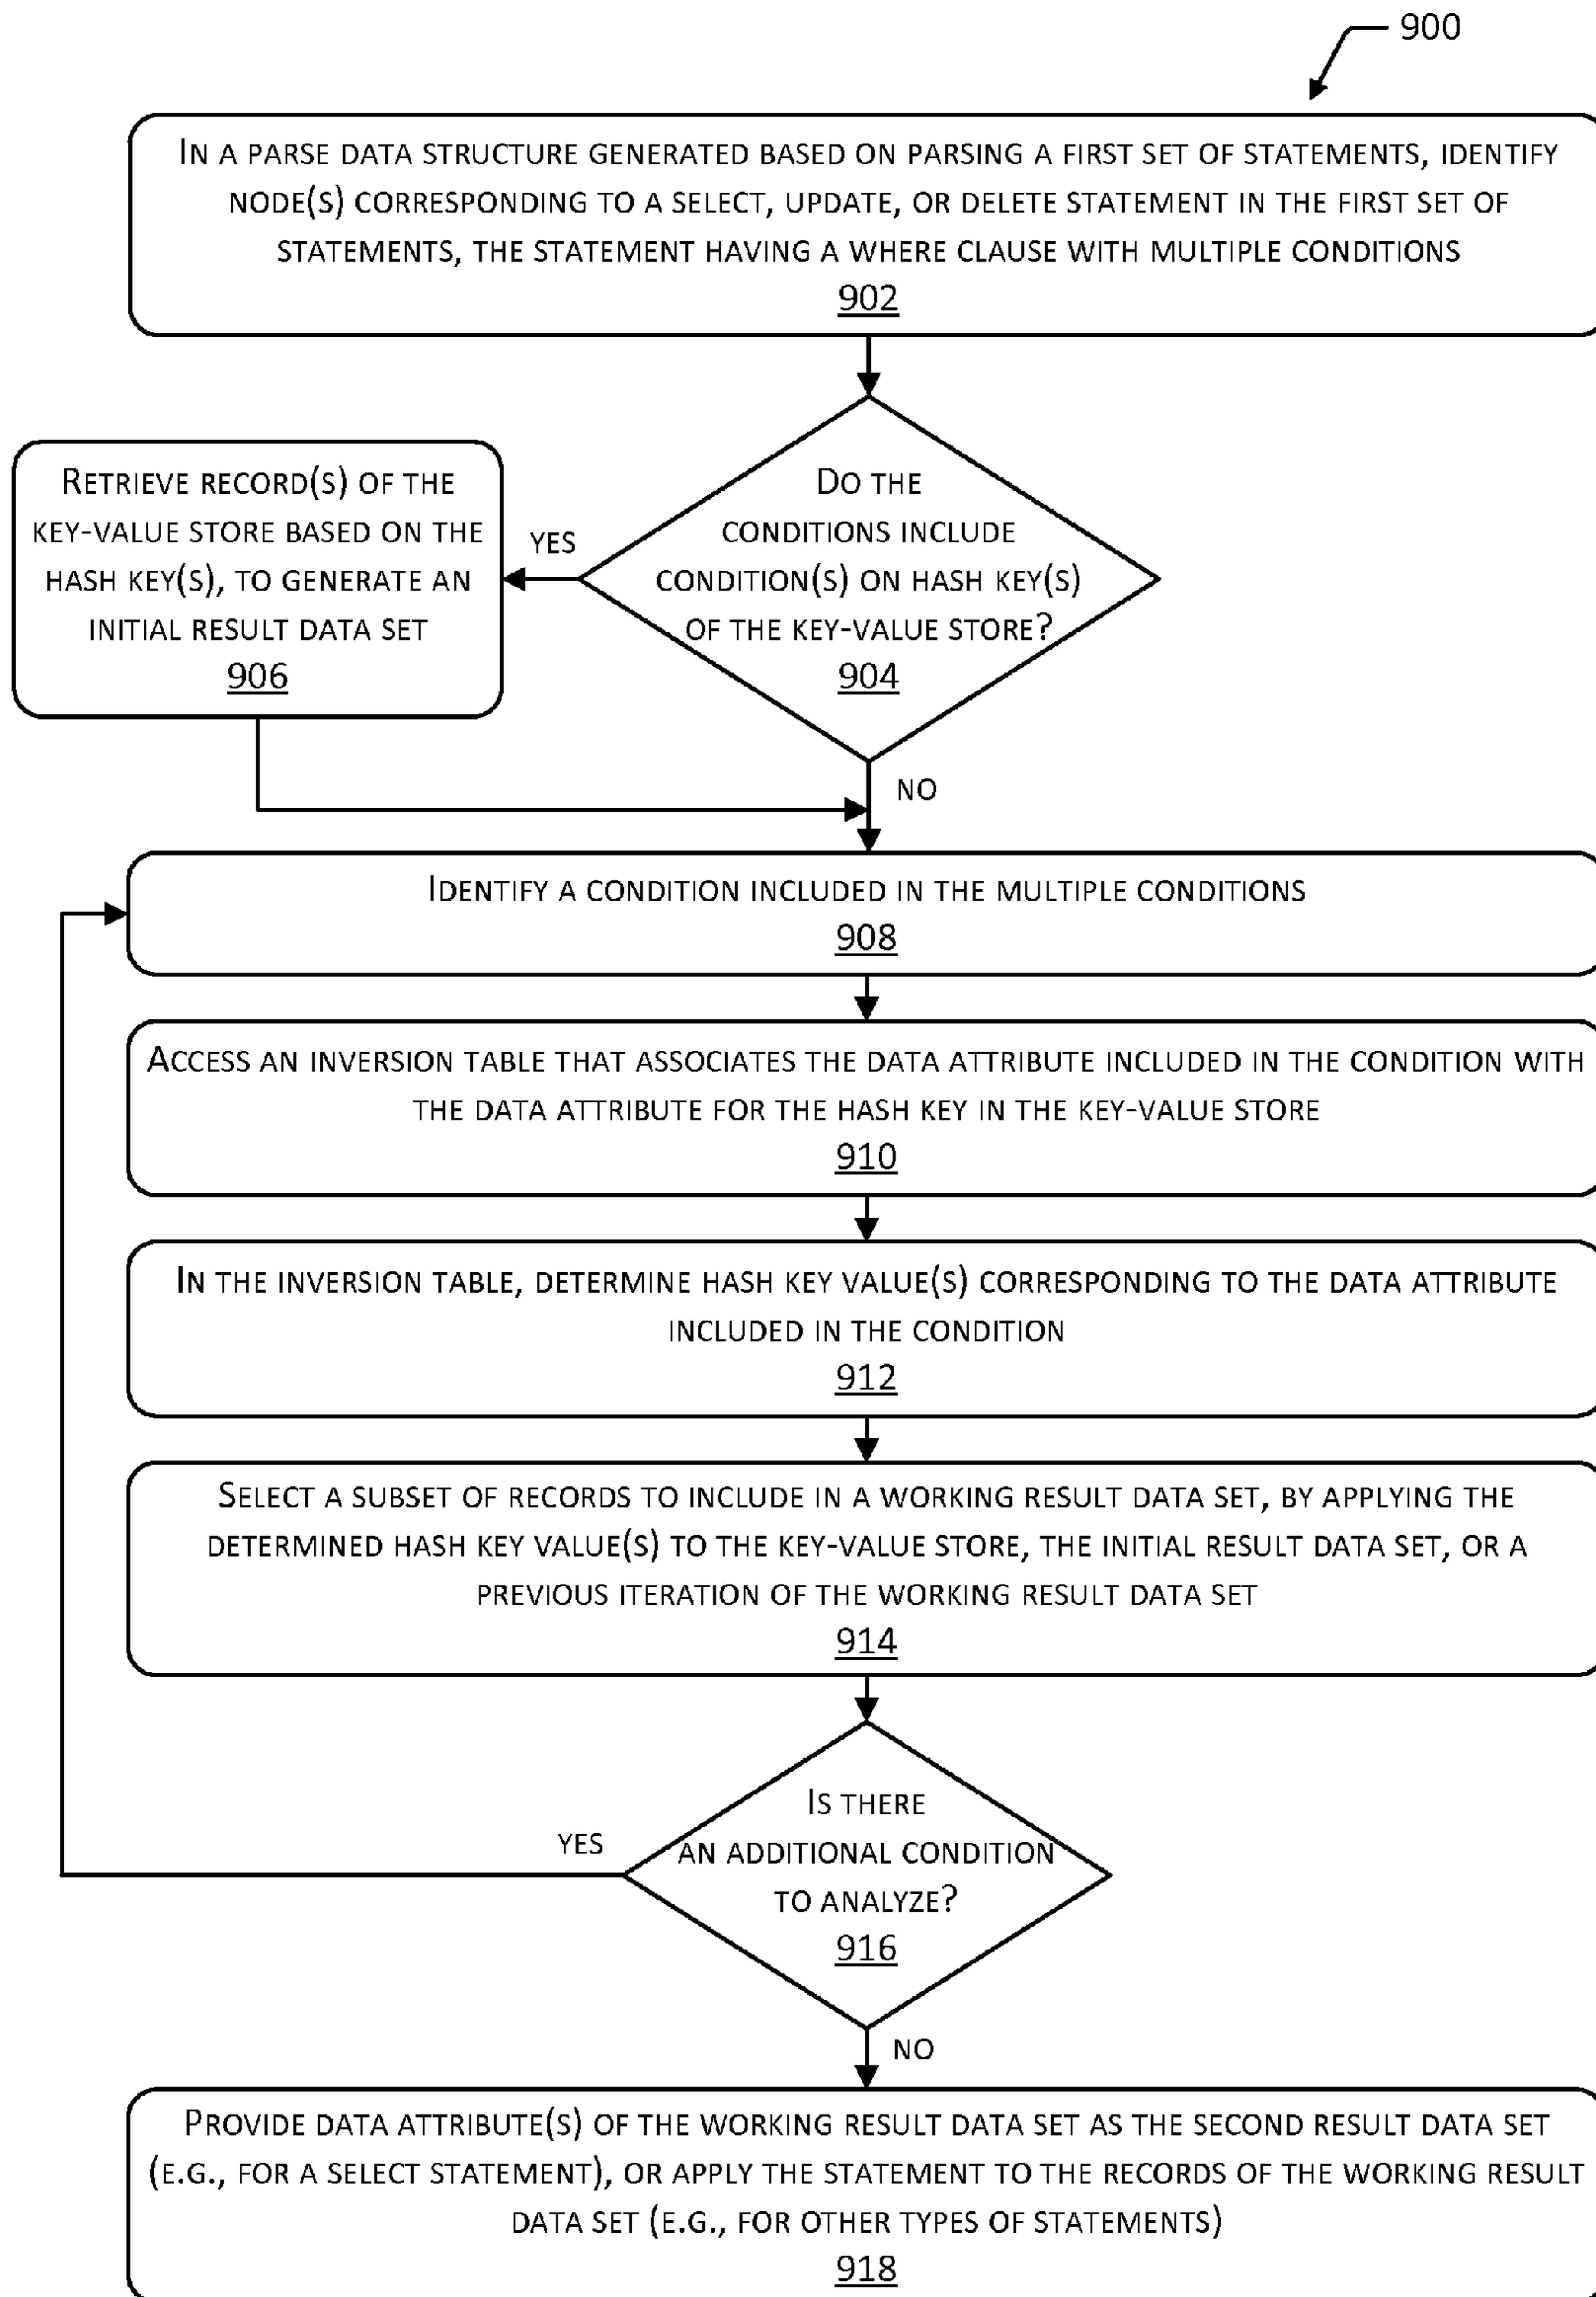 900
IN A PARSE DATA STRUCTURE GENERATED BASED ON PARSING A FIRST SET OF STATEMENTS, IDENTIFY
NODE(S) CORRESPONDING TO A SELECT, UPDATE, OR DELETE STATEMENT IN THE FIRST SET OF
STATEMENTS, THE STATEMENT HAVING A WHERE CLAUSE WITH MULTIPLE CONDITIONS
902
DO THE
CONDITIONS INCLUDE
CONDITION(S) ON HASH KEY(S)
OF THE KEY-VALUE STORE?
904
YES
RETRIEVE RECORD(S) OF THE
KEY-VALUE STORE BASED ON THE
HASH KEY(S), TO GENERATE AN
INITIAL RESULT DATA SET
906
NO
IDENTIFY A CONDITION INCLUDED IN THE MULTIPLE CONDITIONS
908
ACCESS AN INVERSION TABLE THAT ASSOCIATES THE DATA ATTRIBUTE INCLUDED IN THE CONDITION WITH
THE DATA ATTRIBUTE FOR THE HASH KEY IN THE KEY-VALUE STORE
910
IN THE INVERSION TABLE, DETERMINE HASH KEY VALUE(S) CORRESPONDING TO THE DATA ATTRIBUTE
INCLUDED IN THE CONDITION
912
SELECT A SUBSET OF RECORDS TO INCLUDE IN A WORKING RESULT DATA SET, BY APPLYING THE
DETERMINED HASH KEY VALUE(S) TO THE KEY-VALUE STORE, THE INITIAL RESULT DATA SET, OR A
PREVIOUS ITERATION OF THE WORKING RESULT DATA SET
914
IS THERE
AN ADDITIONAL CONDITION
TO ANALYZE?
916
YES
NO
PROVIDE DATA ATTRIBUTE(S) OF THE WORKING RESULT DATA SET AS THE SECOND RESULT DATA SET
(E.G., FOR A SELECT STATEMENT), OR APPLY THE STATEMENT TO THE RECORDS OF THE WORKING RESULT
DATA SET (E.G., FOR OTHER TYPES OF STATEMENTS)
918